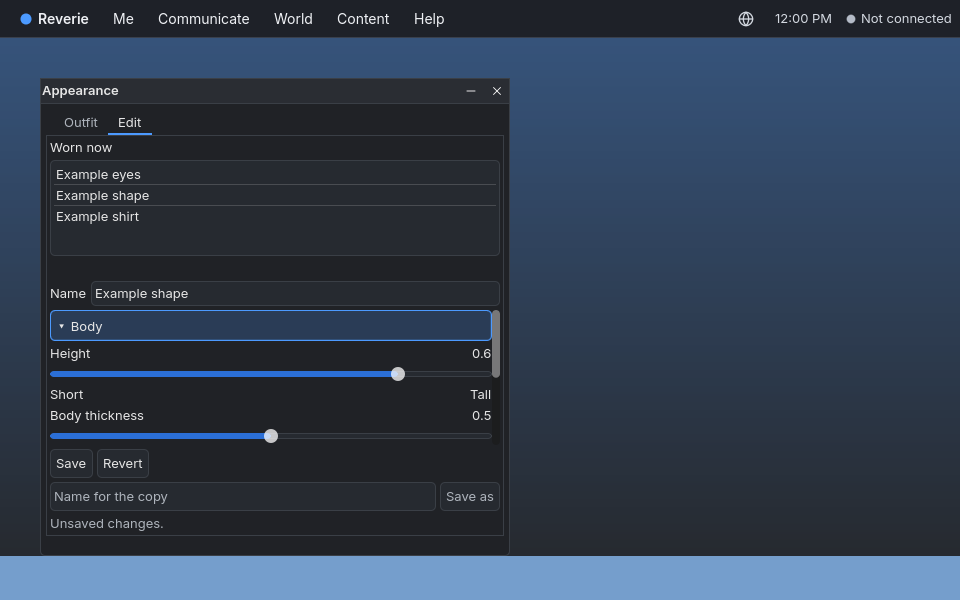 Reverie Me Communicate World Content Help 12:00 PM Not connected
Appearance
Outfit Edit
Worn now
Example eyes
Example shape
Example shirt
Name Example shape
Body
Height 0.6
Short Tall
Body thickness 0.5
Save Revert
Name for the copy Save as
Unsaved changes.